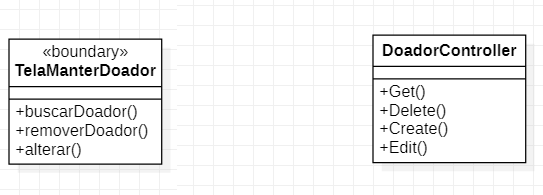 «boundary»
TelaManterDoador
+buscarDoador()
+removerDoador()
+alterar()
DoadorController
+Get()
+Delete()
+Create()
+Edit()